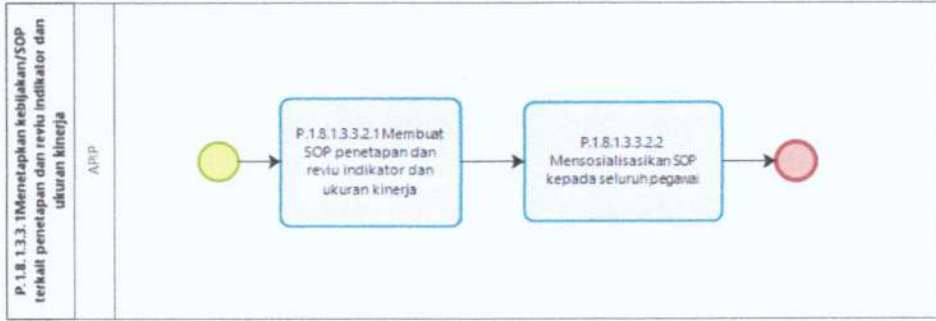 P.1.8.1.3.3.1Menetapkan kebijakan/SOP
terkait penetapan dan reviu indikator dan
ukuran kinerja
APIP
P.1.8.1.3.3.2.1Membuat
SOP penetapan dan
reviu indikator dan
ukuran kinerja
P.1.8.1.3.3.2.2
Mensosialisasikan SOP
kepada seluruh pegawai